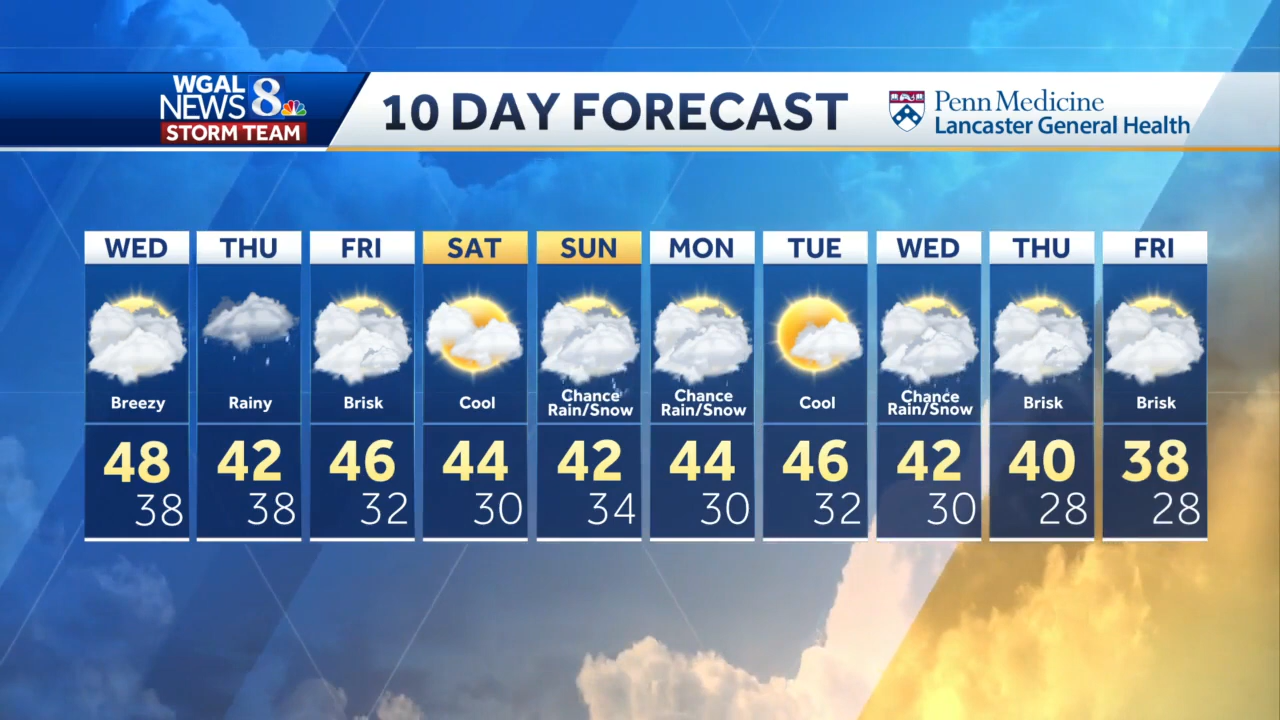 WGAL
NEWS 8
STORM TEAM
10 DAY FORECAST
Penn Medicine
Lancaster General Health
WED THU FRI SAT SUN MON TUE WED THU FRI
Breezy Rainy Brisk Cool Chance Rain/Snow Chance Rain/Snow Cool Chance Rain/Snow Brisk Brisk
48 42 46 44 42 44 46 42 40 38
38 38 32 30 34 30 32 30 28 28